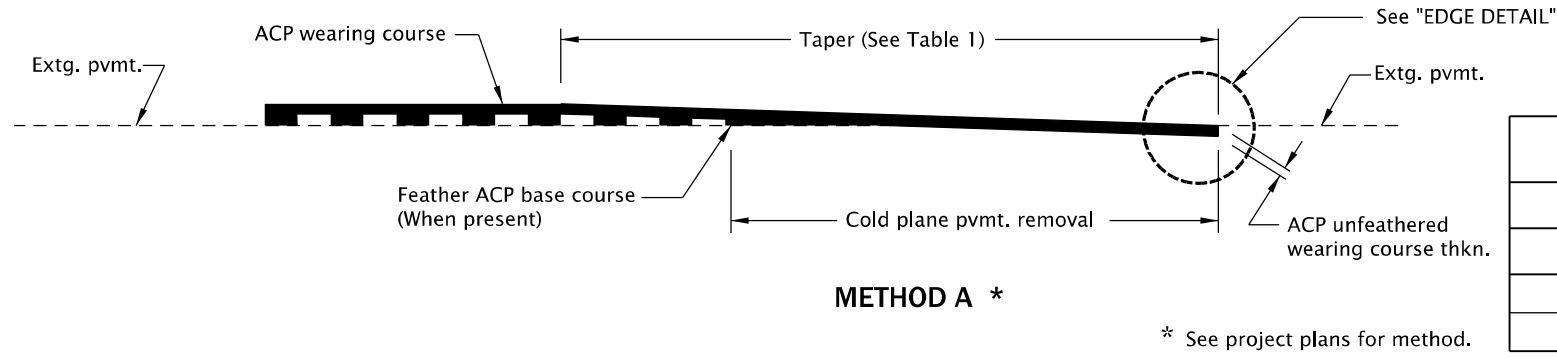 See "EDGE DETAIL"
ACP wearing course
Taper (See Table 1)
Extg. pvmt.
Extg. pvmt.
Feather ACP base course
(When present)
Cold plane pvmt. removal
ACP unfeathered
wearing course thkn.
METHOD A *
* See project plans for method.